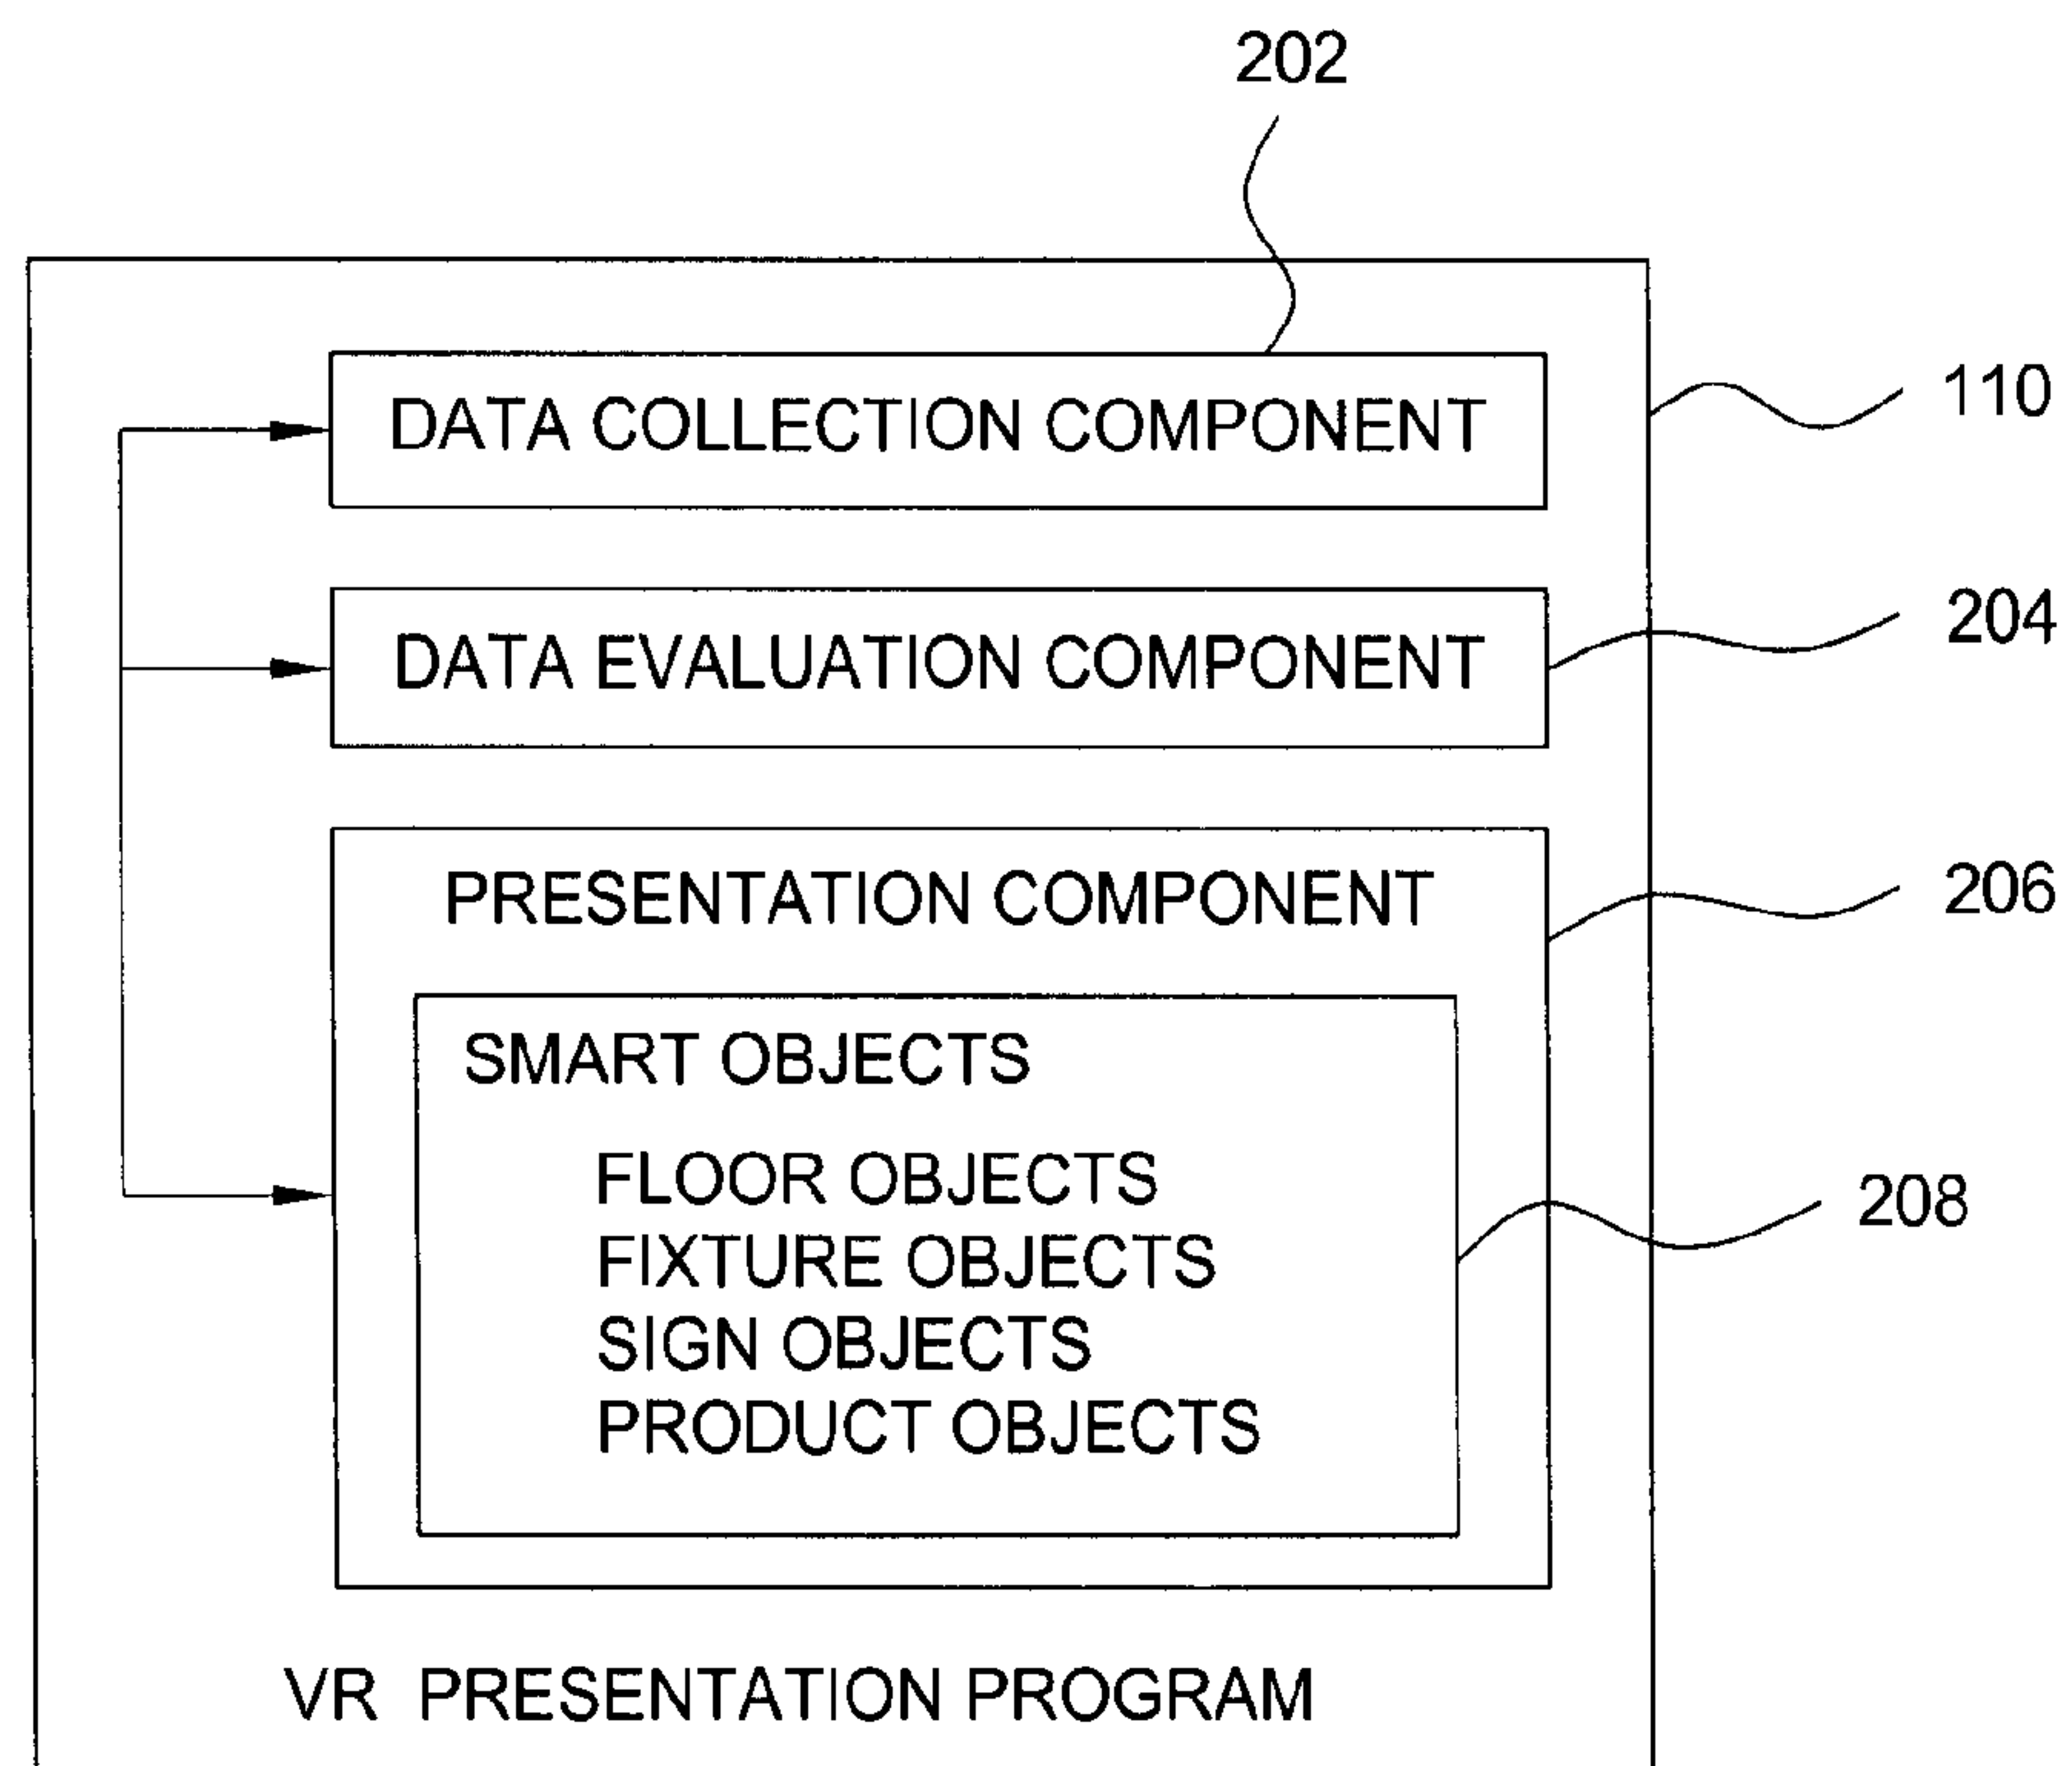 202
110
DATA COLLECTION COMPONENT
204
DATA EVALUATION COMPONENT
206
PRESENTATION COMPONENT
SMART OBJECTS
208
FLOOR OBJECTS
FIXTURE OBJECTS
SIGN OBJECTS
PRODUCT OBJECTS
VR PRESENTATION PROGRAM